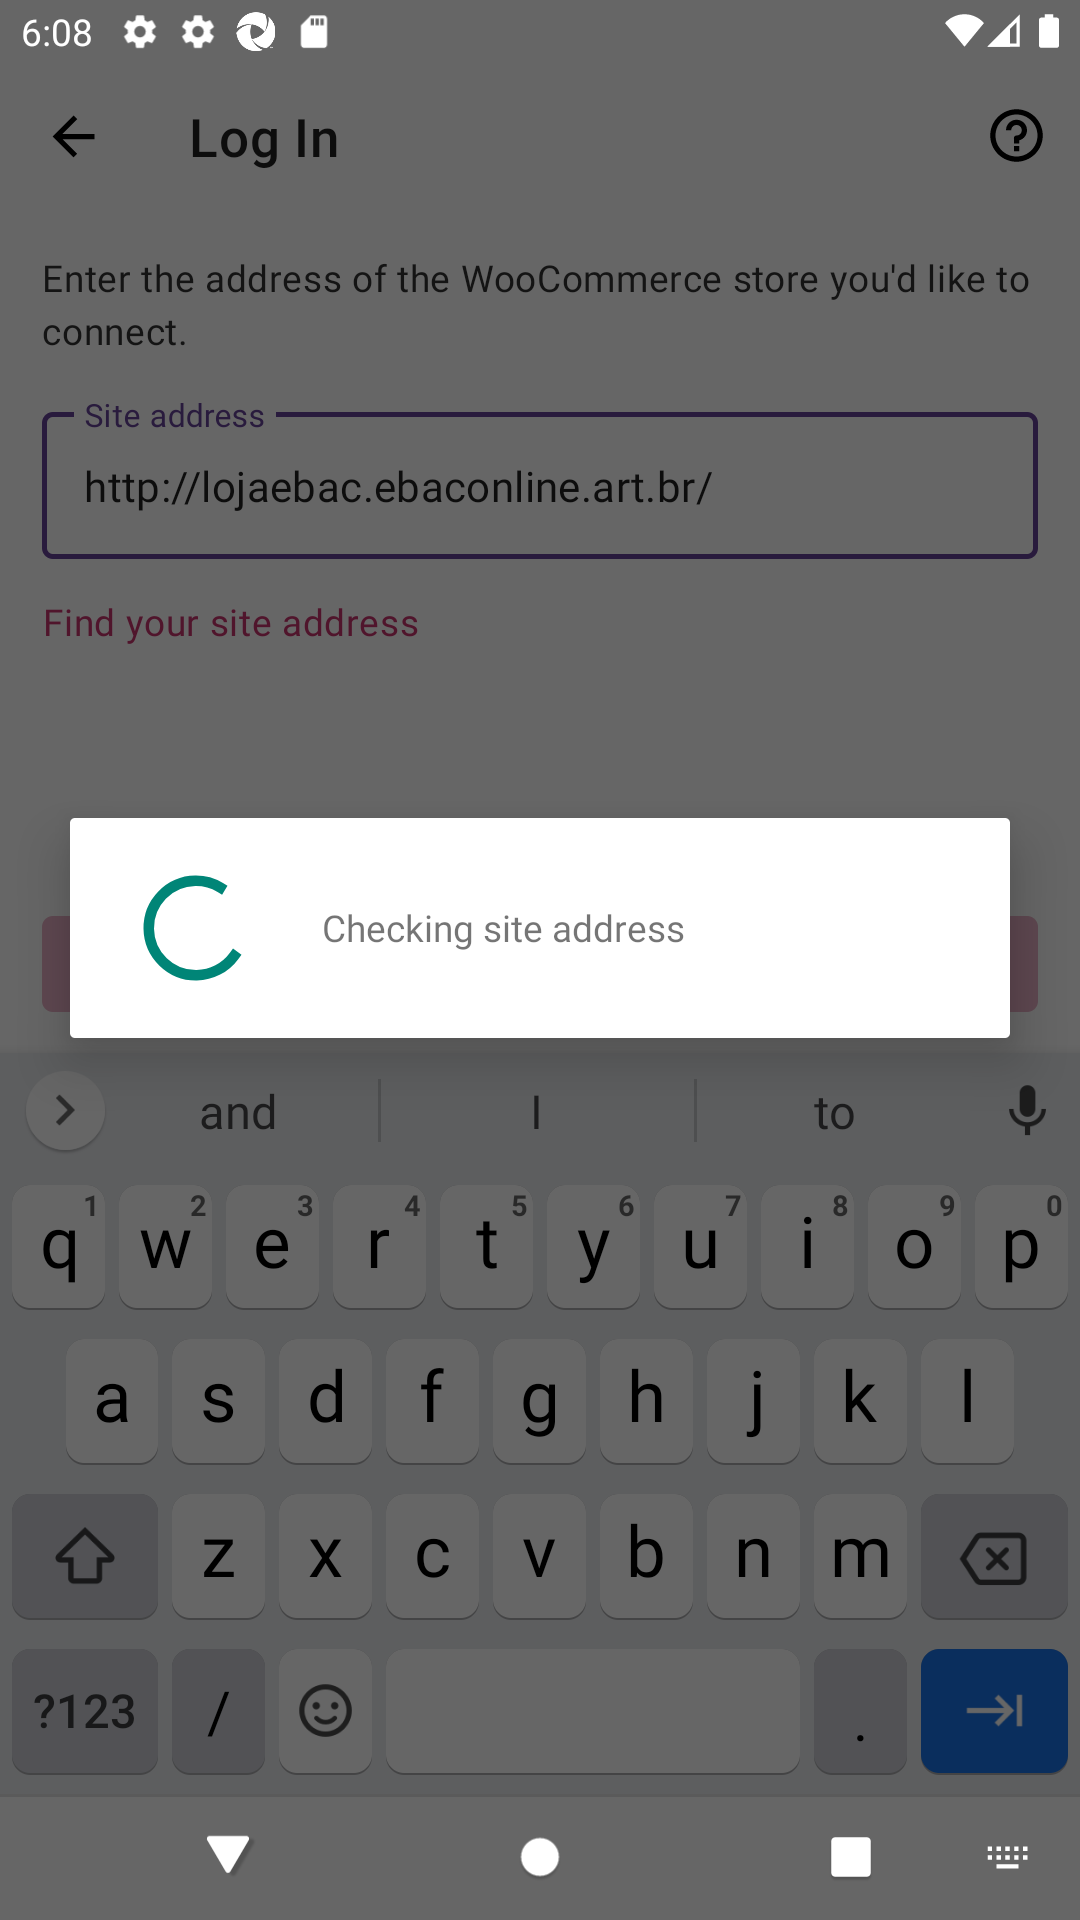 6:08
Log In
Enter the address of the WooCommerce store you'd like to
connect.
Site address
http://lojaebac.ebaconline.art.br/
Find your site address
Checking site address
and I to
1 2 3 4 5 6 7 8 9 0
q w e r t y u i o p
a s d f g h j k l
z x c v b n m
?123 / .